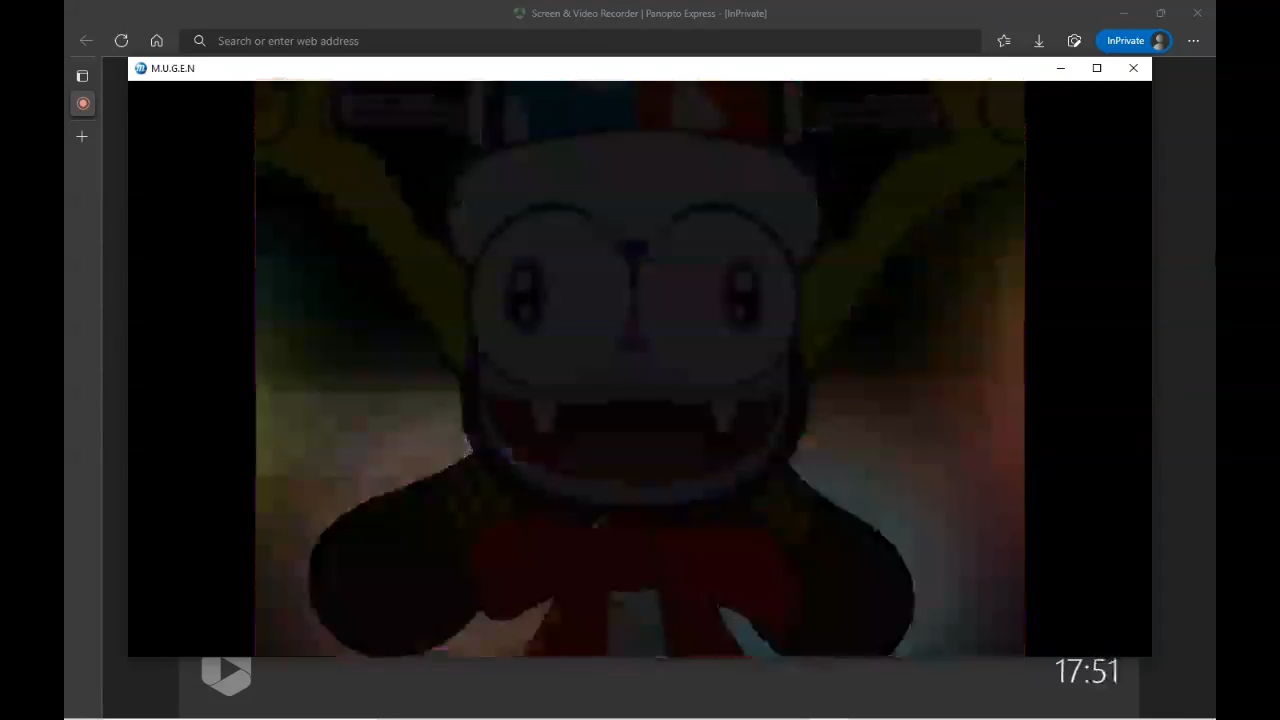 Screen & Video Recorder | Panopto Express - [InPrivate]
Search or enter web address
InPrivate
M.U.G.E.N
17:51